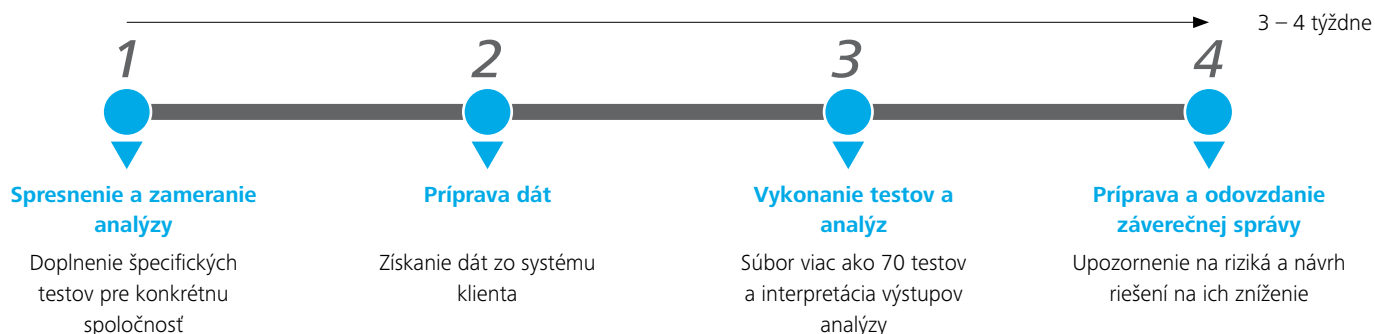 3 – 4 týždne
1
2
3
4
Spresnenie a zameranie
analýzy
Doplnenie špecifických
testov pre konkrétnu
spoločnosť
Príprava dát
Získanie dát zo systému
klienta
Vykonanie testov a
analýz
Súbor viac ako 70 testov
a interpretácia výstupov
analýzy
Príprava a odovzdanie
záverečnej správy
Upozornenie na riziká a návrh
riešení na ich zníženie